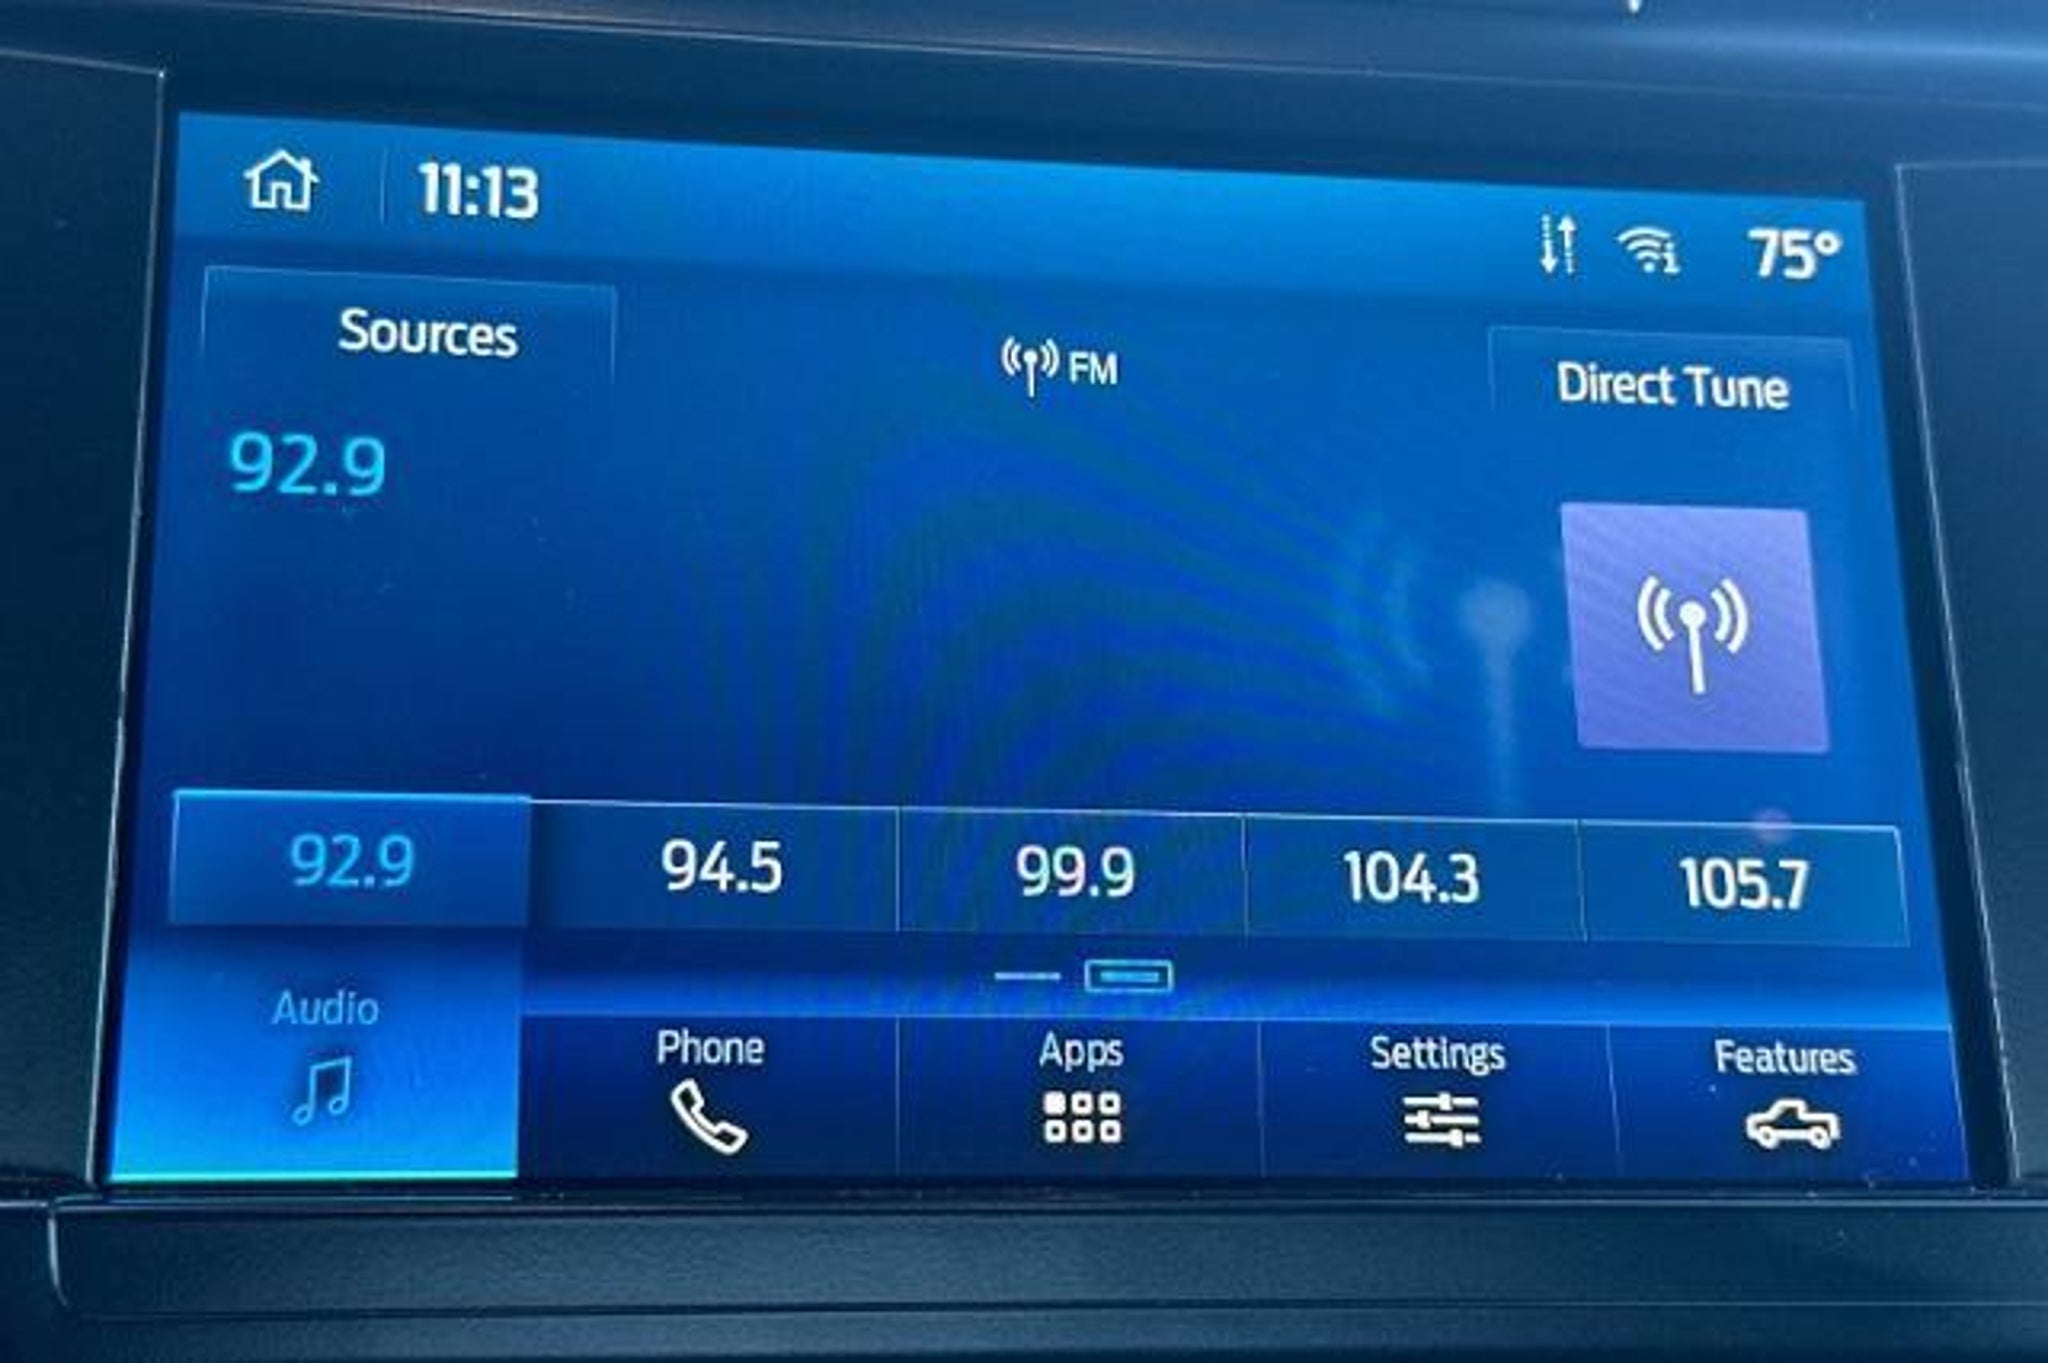 11:13
75°
Sources
FM
Direct Tune
92.9
92.9 94.5 99.9 104.3 105.7
Audio Phone Apps Settings Features